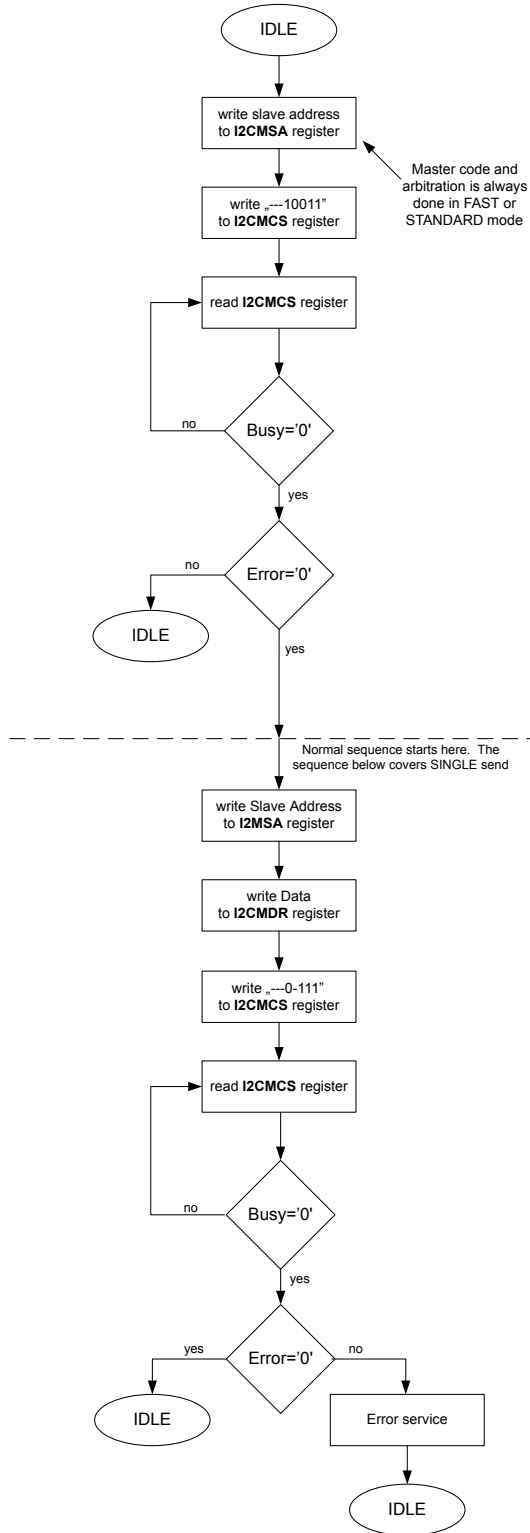 IDLE
write slave address
to I2CMSA register
Master code and
arbitration is always
done in FAST or
STANDARD mode
write „---10011”
to I2CMCS register
read I2CMCS register
Busy=’0'
no
yes
Error=’0'
no
IDLE
yes
Normal sequence starts here. The
sequence below covers SINGLE send
write Slave Address
to I2MSA register
write Data
to I2CMDR register
write „---0-111”
to I2CMCS register
read I2CMCS register
Busy=’0'
no
yes
Error=’0'
yes
no
IDLE
Error service
IDLE